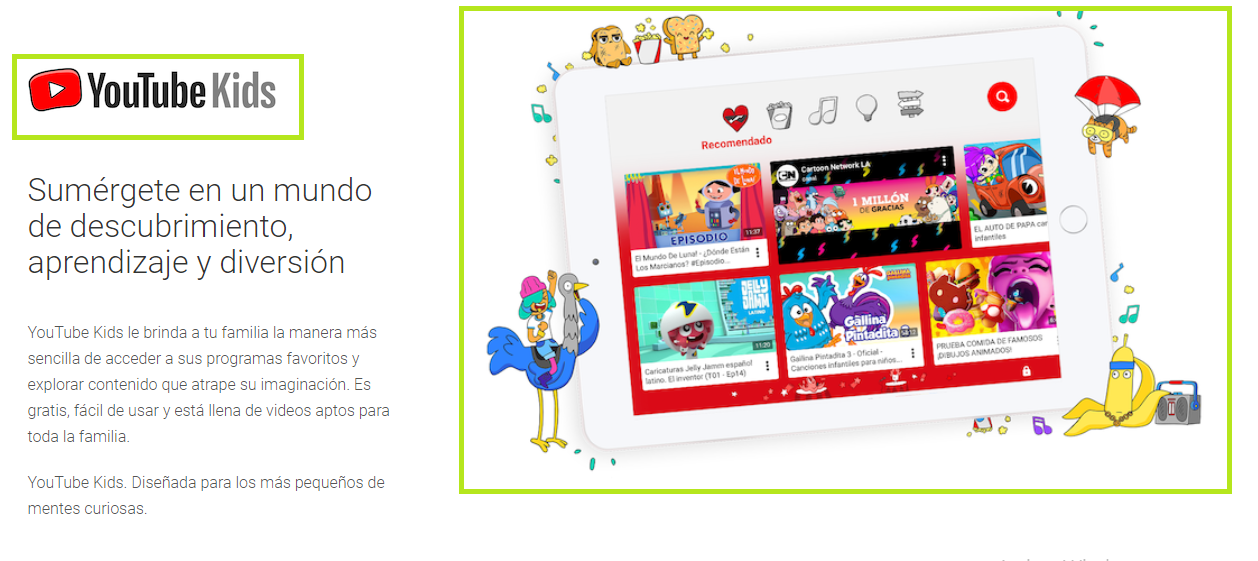 YouTube Kids
Sumérgete en un mundo
de descubrimiento,
aprendizaje y diversión
YouTube Kids le brinda a tu familia la manera más
sencilla de acceder a sus programas favoritos y
explorar contenido que atrape su imaginación. Es
gratis, fácil de usar y está llena de videos aptos para
toda la familia.
YouTube Kids. Diseñada para los más pequeños de
mentes curiosas.
Recomendado
EL MUNDO DE
Luna!
EPISODIO
11:37
El Mundo De Luna! - ¿Dónde Están
Los Marcianos? #Episodio...
CN
Cartoon Network LA
1 MILLÓN
DE GRACIAS
EL AUTO DE PAPA
infantiles
JELLY
JAMM
LATINO
11:20
Caricaturas Jelly Jamm español
latino. El inventor (T01 - Ep14)
Gallina
Pintadita
Gallina Pintadita 3 - Oficial -
Canciones infantiles para niños...
PRUEBA COMIDA DE FAMOSOS
¡DIBUJOS ANIMADOS!